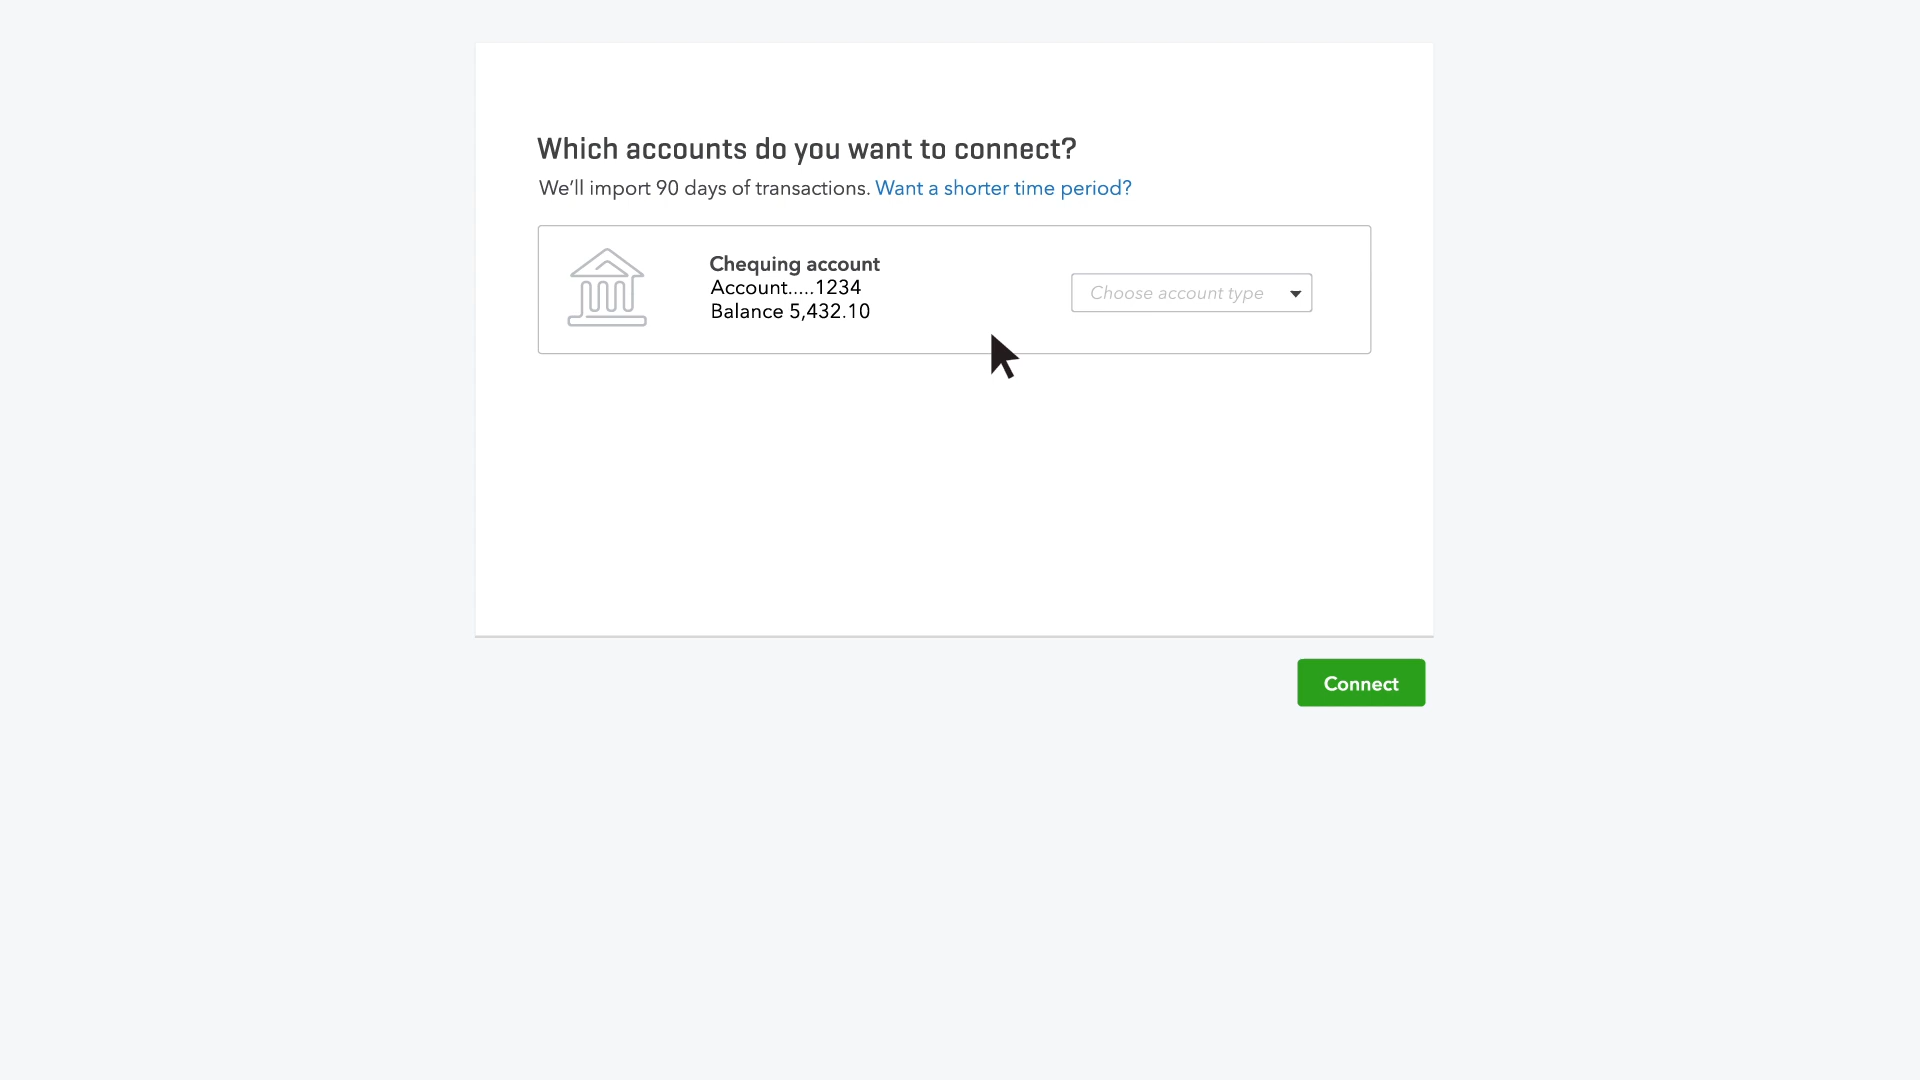 Which accounts do you want to connect?
We’ll import 90 days of transactions. Want a shorter time period?
Chequing account
Account.....1234
Balance 5,432.10
Choose account type
Connect